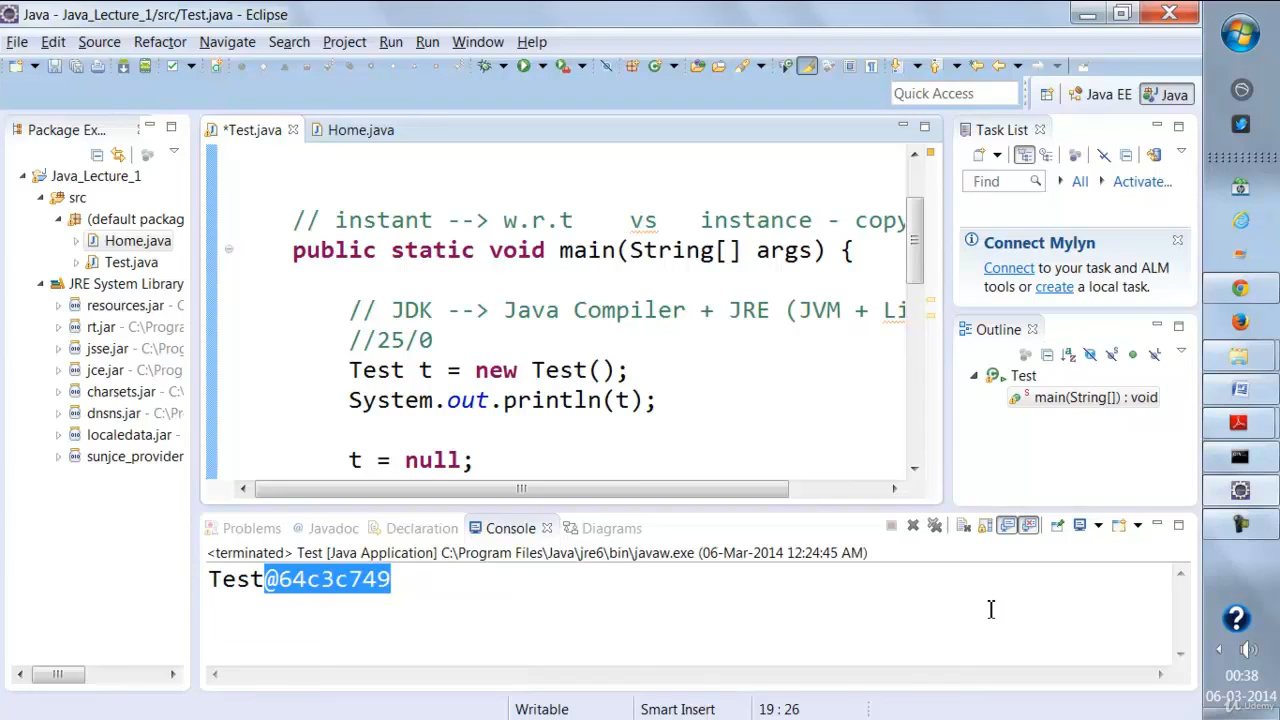 Java - Java_Lecture_1/src/Test.java - Eclipse
File Edit Source Refactor Navigate Search Project Run Run Window Help
Quick Access
Java EE
Java
Package Ex...
Java_Lecture_1
src
(default packag
Home.java
Test.java
JRE System Library
resources.jar
rt.jar - C:\Progra
jsse.jar - C:\Prog
jce.jar - C:\Progr
charsets.jar - C:\
dnsns.jar - C:\Pr
localedata.jar - C
sunjce_provider
*Test.java
Home.java
// instant --> w.r.t vs instance - copy
public static void main(String[] args) {
// JDK --> Java Compiler + JRE (JVM + Li
//25/0
Test t = new Test();
System.out.println(t);
t = null;
Task List
Find
All
Activate...
Connect Mylyn
Connect to your task and ALM
tools or create a local task.
Outline
Test
main(String[]) : void
Problems
@ Javadoc
Declaration
Console
Diagrams
<terminated> Test [Java Application] C:\Program Files\Java\jre6\bin\javaw.exe (06-Mar-2014 12:24:45 AM)
Test@64c3c749
Writable
Smart Insert
19 : 26
00:38
06-03-2014
Udemy